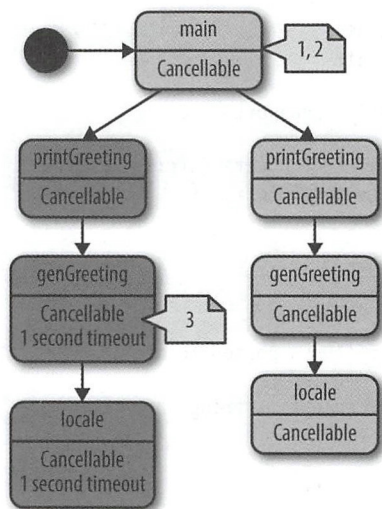 main
Cancellable
1, 2
printGreeting
Cancellable
printGreeting
Cancellable
genGreeting
Cancellable
1 second timeout
3
genGreeting
Cancellable
locale
Cancellable
1 second timeout
locale
Cancellable